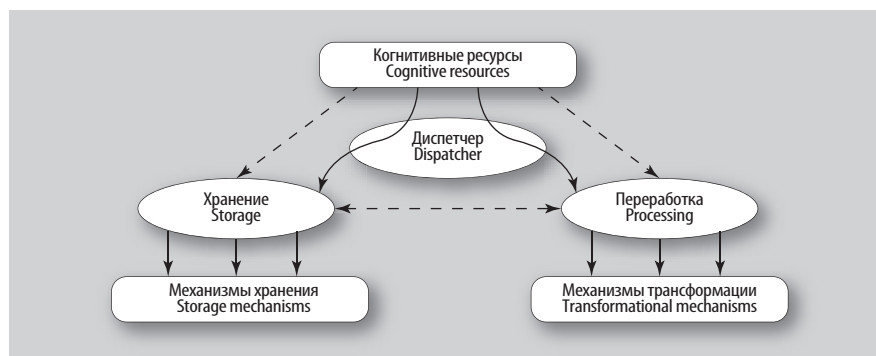 Когнитивные ресурсы
Cognitive resources
Диспетчер
Dispatcher
Хранение
Storage
Переработка
Processing
Механизмы хранения
Storage mechanisms
Механизмы трансформации
Transformational mechanisms